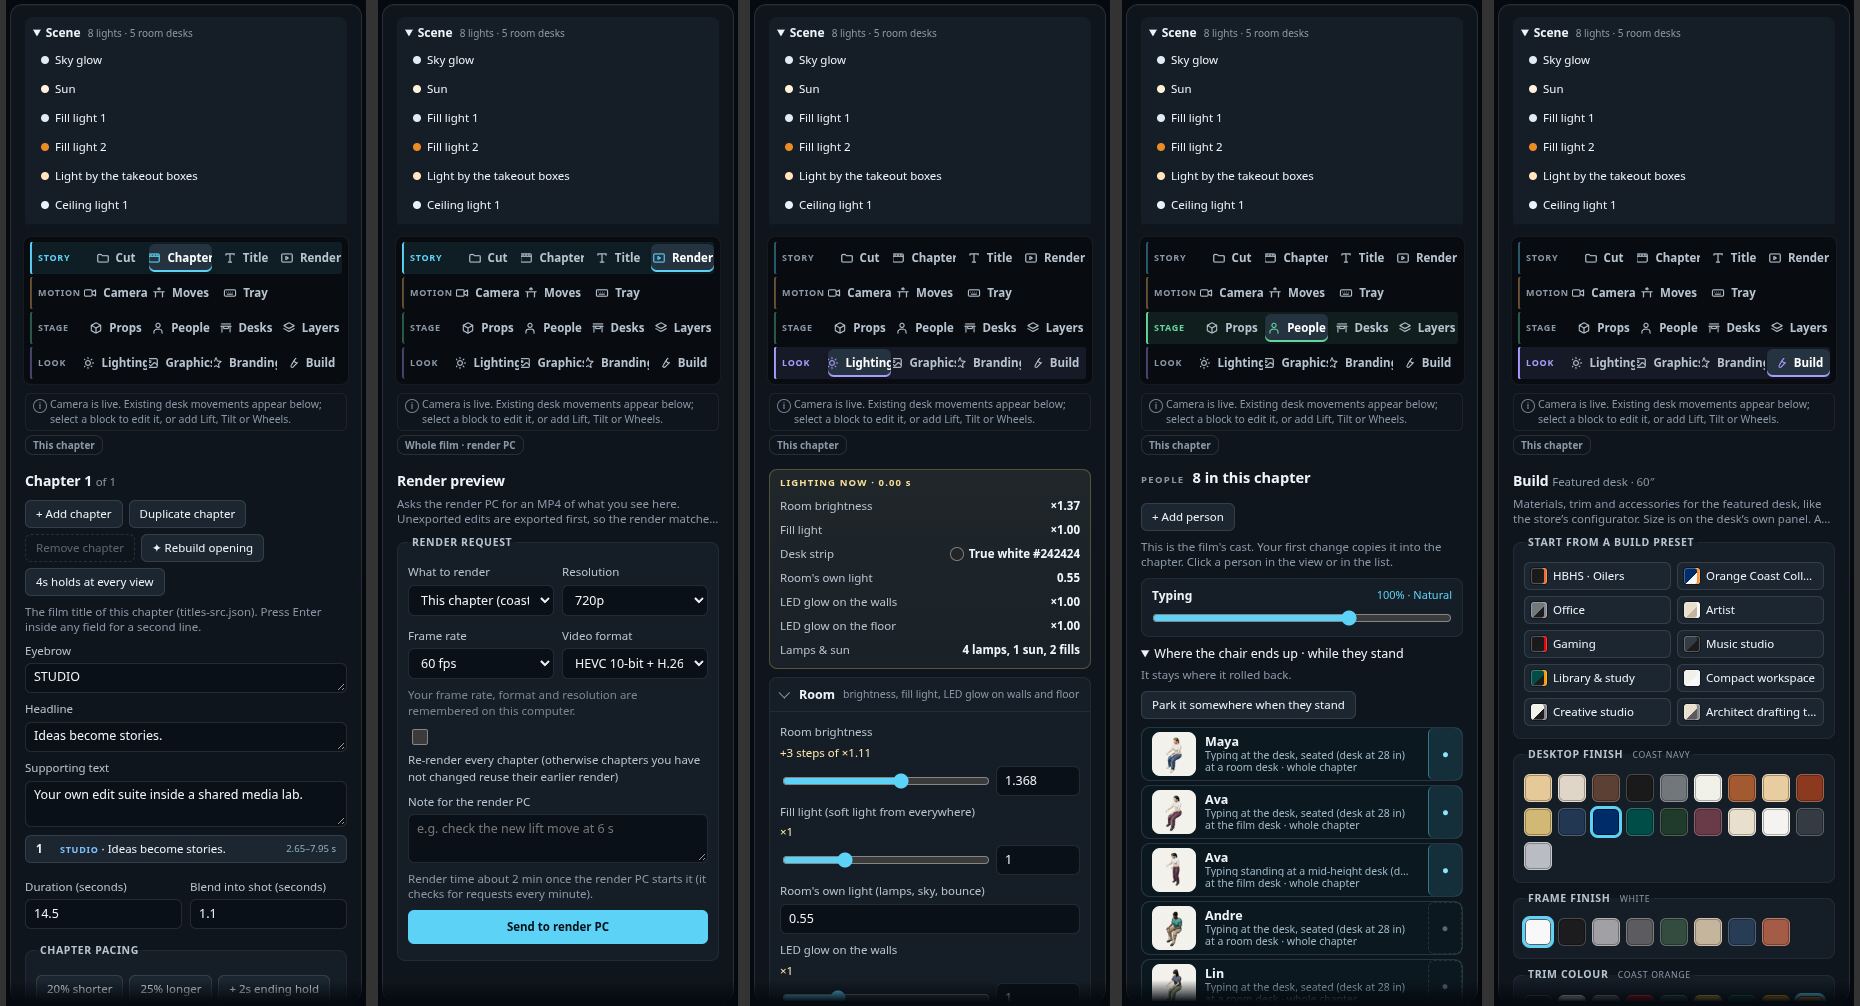 Scene 8 lights · 5 room desks
Sky glow
Sun
Fill light 1
Fill light 2
Light by the takeout boxes
Ceiling light 1
STORY Cut Chapter Title Render
MOTION Camera Moves Tray
STAGE Props People Desks Layers
LOOK Lighting Graphics Branding Build
Camera is live. Existing desk movements appear below;
select a block to edit it, or add Lift, Tilt or Wheels.
This chapter
Chapter 1 of 1
+ Add chapter Duplicate chapter
Remove chapter ✦ Rebuild opening
4s holds at every view
The film title of this chapter (titles-src.json). Press Enter
inside any field for a second line.
Eyebrow
STUDIO
Headline
Ideas become stories.
Supporting text
Your own edit suite inside a shared media lab.
1 STUDIO · Ideas become stories. 2.65–7.95 s
Duration (seconds) Blend into shot (seconds)
14.5 1.1
CHAPTER PACING
20% shorter 25% longer + 2s ending hold
Scene 8 lights · 5 room desks
Sky glow
Sun
Fill light 1
Fill light 2
Light by the takeout boxes
Ceiling light 1
STORY Cut Chapter Title Render
MOTION Camera Moves Tray
STAGE Props People Desks Layers
LOOK Lighting Graphics Branding Build
Camera is live. Existing desk movements appear below;
select a block to edit it, or add Lift, Tilt or Wheels.
Whole film · render PC
Render preview
Asks the render PC for an MP4 of what you see here.
Unexported edits are exported first, so the render matche...
RENDER REQUEST
What to render Resolution
This chapter (coast 720p
Frame rate Video format
60 fps HEVC 10-bit + H.26
Your frame rate, format and resolution are
remembered on this computer.
Re-render every chapter (otherwise chapters you have
not changed reuse their earlier render)
Note for the render PC
e.g. check the new lift move at 6 s
Render time about 2 min once the render PC starts it (it
checks for requests every minute).
Send to render PC
Scene 8 lights · 5 room desks
Sky glow
Sun
Fill light 1
Fill light 2
Light by the takeout boxes
Ceiling light 1
STORY Cut Chapter Title Render
MOTION Camera Moves Tray
STAGE Props People Desks Layers
LOOK Lighting Graphics Branding Build
Camera is live. Existing desk movements appear below;
select a block to edit it, or add Lift, Tilt or Wheels.
This chapter
LIGHTING NOW · 0.00 s
Room brightness ×1.37
Fill light ×1.00
Desk strip True white #242424
Room's own light 0.55
LED glow on the walls ×1.00
LED glow on the floor ×1.00
Lamps & sun 4 lamps, 1 sun, 2 fills
Room brightness, fill light, LED glow on walls and floor
Room brightness
+3 steps of ×1.11
1.368
Fill light (soft light from everywhere)
×1
1
Room's own light (lamps, sky, bounce)
0.55
LED glow on the walls
×1
1
Scene 8 lights · 5 room desks
Sky glow
Sun
Fill light 1
Fill light 2
Light by the takeout boxes
Ceiling light 1
STORY Cut Chapter Title Render
MOTION Camera Moves Tray
STAGE Props People Desks Layers
LOOK Lighting Graphics Branding Build
Camera is live. Existing desk movements appear below;
select a block to edit it, or add Lift, Tilt or Wheels.
This chapter
PEOPLE 8 in this chapter
+ Add person
This is the film's cast. Your first change copies it into the
chapter. Click a person in the view or in the list.
Typing 100% · Natural
Where the chair ends up · while they stand
It stays where it rolled back.
Park it somewhere when they stand
Maya
Typing at the desk, seated (desk at 28 in)
at a room desk · whole chapter
Ava
Typing at the desk, seated (desk at 28 in)
at the film desk · whole chapter
Ava
Typing standing at a mid-height desk (d...
at the film desk · whole chapter
Andre
Typing at the desk, seated (desk at 28 in)
at a room desk · whole chapter
Lin
Typing at the desk, seated (desk at 28 in)
at a room desk · whole chapter
Scene 8 lights · 5 room desks
Sky glow
Sun
Fill light 1
Fill light 2
Light by the takeout boxes
Ceiling light 1
STORY Cut Chapter Title Render
MOTION Camera Moves Tray
STAGE Props People Desks Layers
LOOK Lighting Graphics Branding Build
Camera is live. Existing desk movements appear below;
select a block to edit it, or add Lift, Tilt or Wheels.
This chapter
Build Featured desk · 60″
Materials, trim and accessories for the featured desk, like
the store's configurator. Size is on the desk's own panel. A...
START FROM A BUILD PRESET
HBHS · Oilers Orange Coast Coll...
Office Artist
Gaming Music studio
Library & study Compact workspace
Creative studio Architect drafting t...
DESKTOP FINISH COAST NAVY
FRAME FINISH WHITE
TRIM COLOUR COAST ORANGE